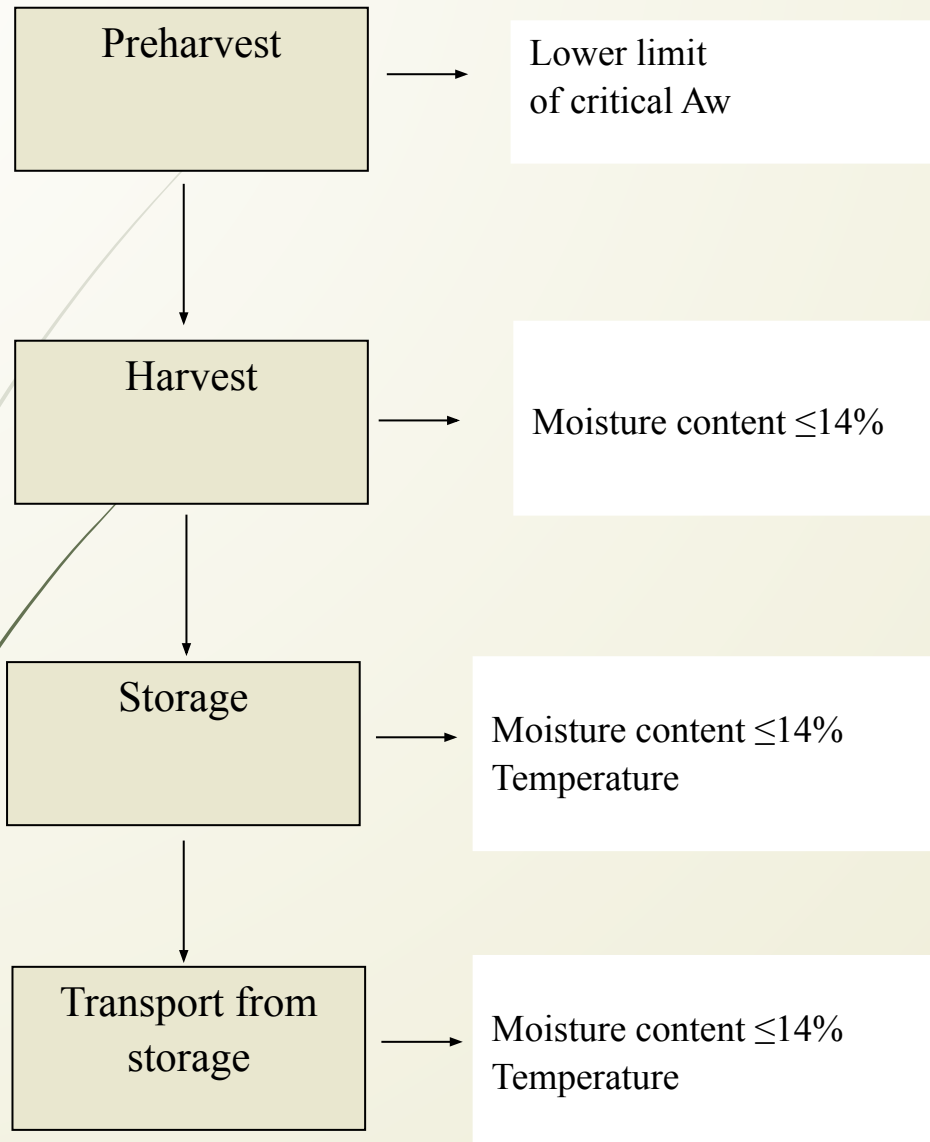 Preharvest
Lower limit
of critical Aw
Harvest
Moisture content ≤14%
Storage
Moisture content ≤14%
Temperature
Transport from
storage
Moisture content ≤14%
Temperature